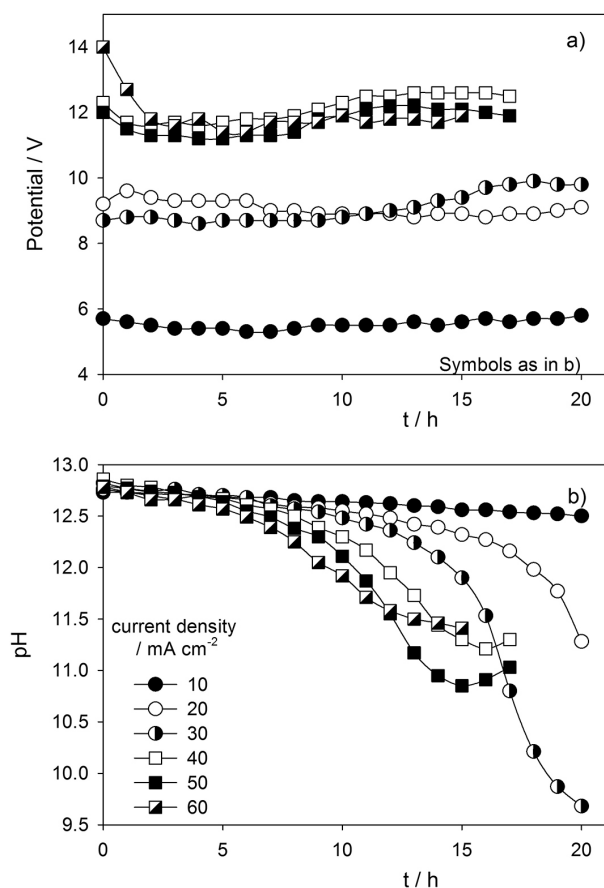 a)
14
12
10
8
6
4
Potential / V
Symbols as in b)
0 5 10 15 20
t / h
b)
13.0
12.5
12.0
11.5
11.0
10.5
10.0
9.5
pH
current density
/ mA cm⁻²
10
20
30
40
50
60
0 5 10 15 20
t / h